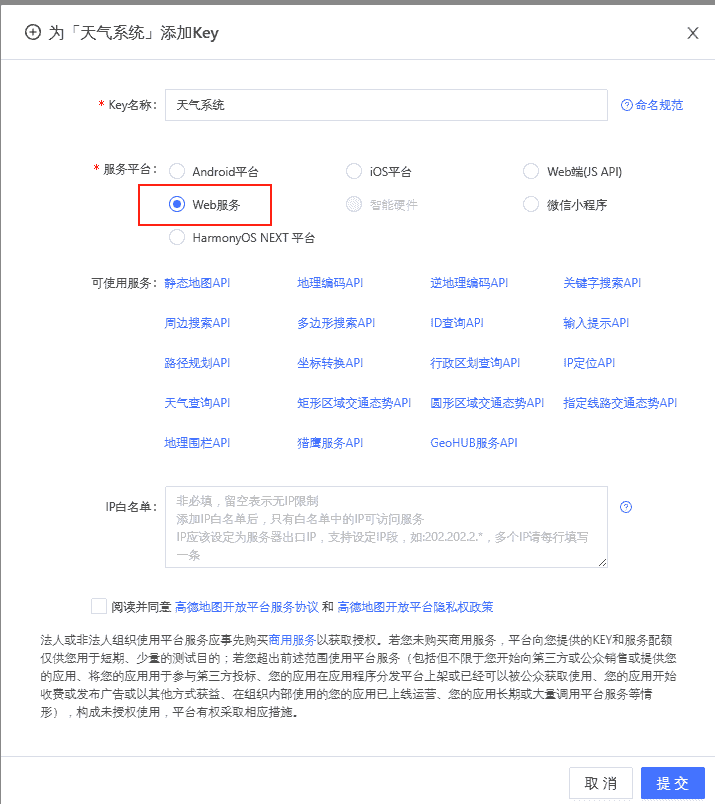 为「天气系统」添加Key
* Key名称： 天气系统 命名规范
* 服务平台： Android平台 iOS平台 Web端(JS API)
Web服务 智能硬件 微信小程序
HarmonyOS NEXT 平台
可使用服务： 静态地图API 地理编码API 逆地理编码API 关键字搜索API
周边搜索API 多边形搜索API ID查询API 输入提示API
路径规划API 坐标转换API 行政区划查询API IP定位API
天气查询API 矩形区域交通态势API 圆形区域交通态势API 指定线路交通态势API
地理围栏API 猎鹰服务API GeoHUB服务API
IP白名单： 非必填，留空表示无IP限制
添加IP白名单后，只有白名单中的IP可访问服务
IP应该设定为服务器出口IP，支持设定IP段，如:202.202.2.*，多个IP请每行填写
一条
阅读并同意 高德地图开放平台服务协议 和 高德地图开放平台隐私权政策
法人或非法人组织使用平台服务应事先购买商用服务以获取授权。若您未购买商用服务，平台向您提供的KEY和服务配额
仅供您用于短期、少量的测试目的；若您超出前述范围使用平台服务（包括但不限于您开始向第三方或公众销售或提供您
的应用、将您的应用用于参与第三方投标、您的应用在应用程序分发平台上架或已经可以被公众获取使用、您的应用开始
收费或发布广告或以其他方式获益、在组织内部使用的您的应用已上线运营、您的应用长期或大量调用平台服务等情
形），构成未授权使用，平台有权采取相应措施。
取 消 提 交